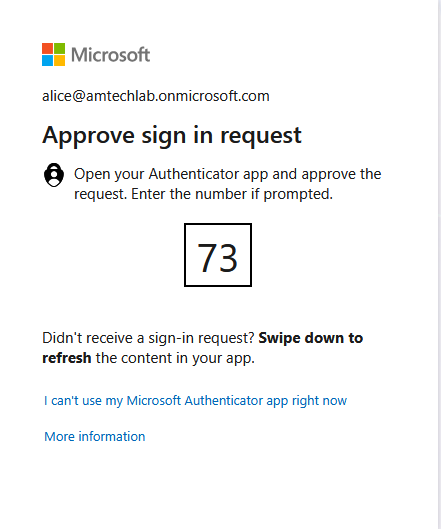 Microsoft
alice@amtechlab.onmicrosoft.com
Approve sign in request
Open your Authenticator app and approve the
request. Enter the number if prompted.
73
Didn't receive a sign-in request? Swipe down to
refresh the content in your app.
I can't use my Microsoft Authenticator app right now
More information